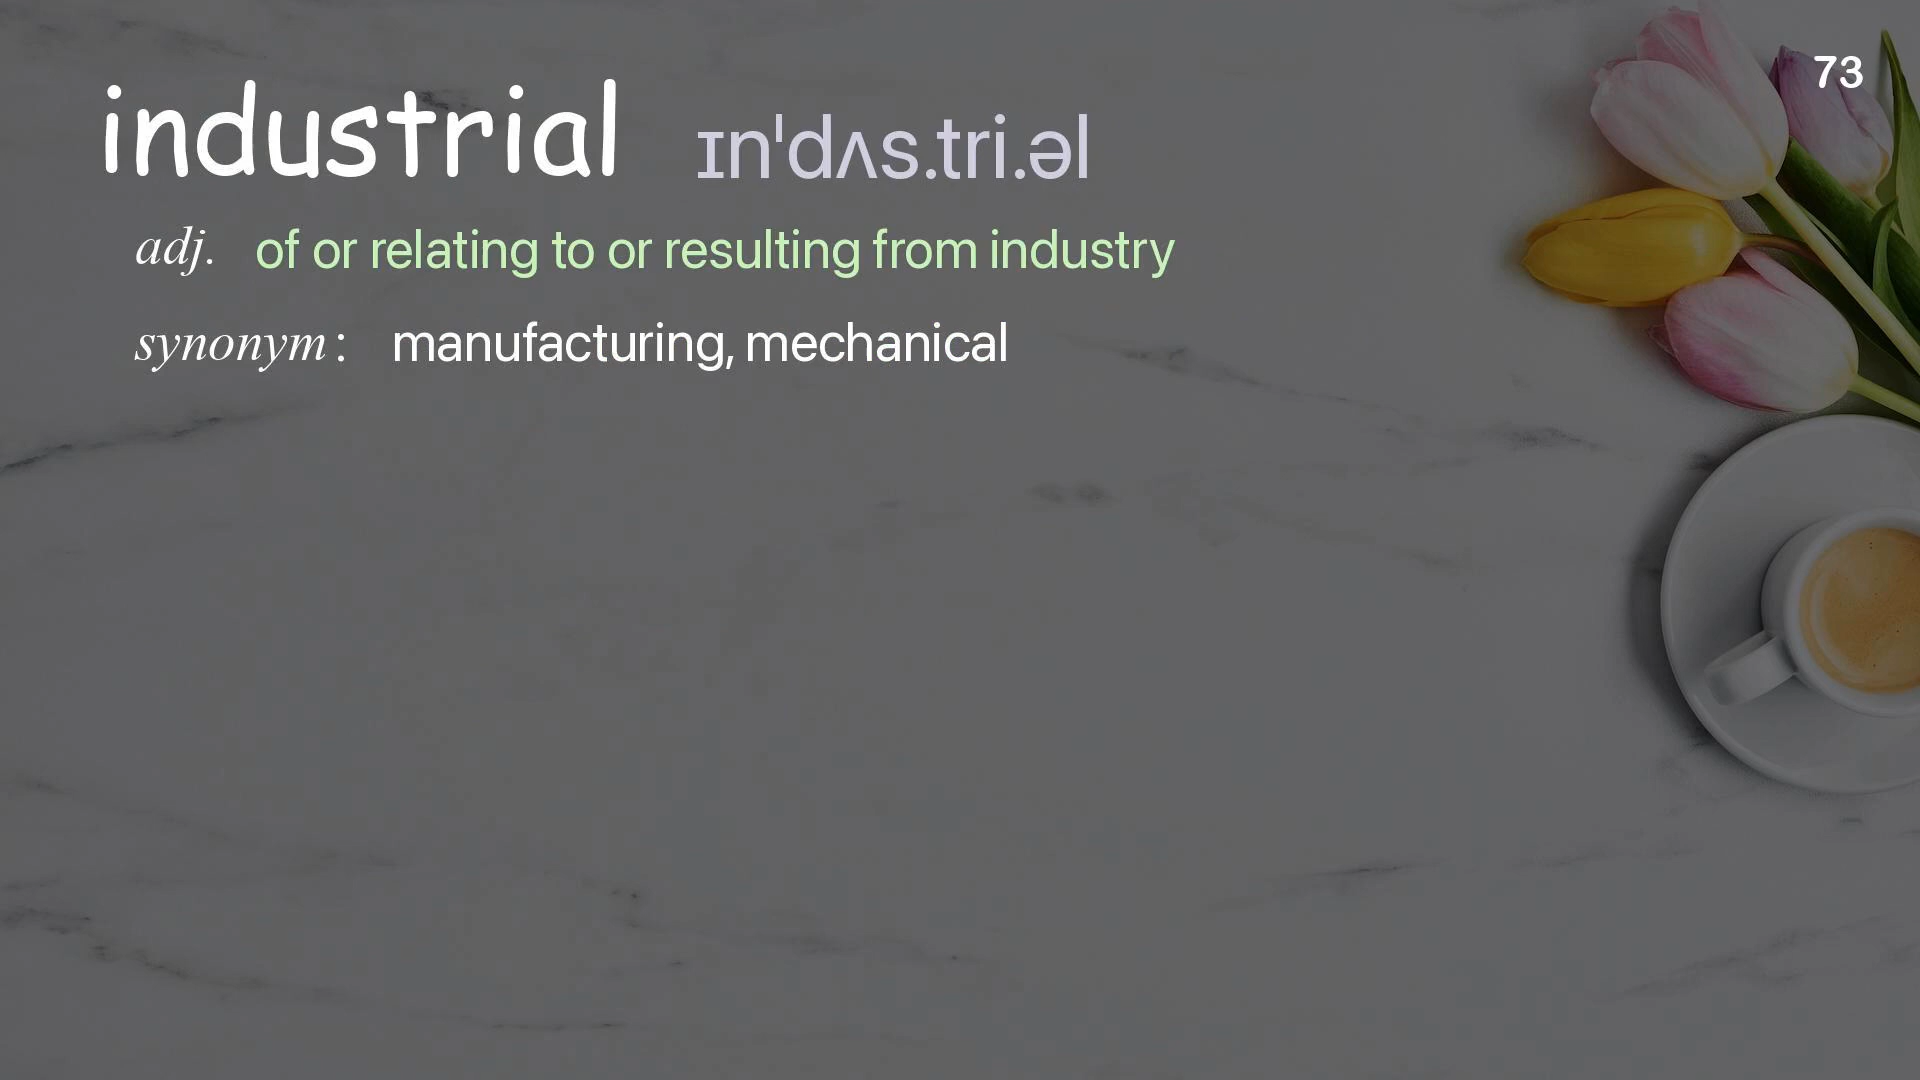 73
industrial ɪnˈdʌs.tri.əl
adj. of or relating to or resulting from industry
synonym: manufacturing, mechanical